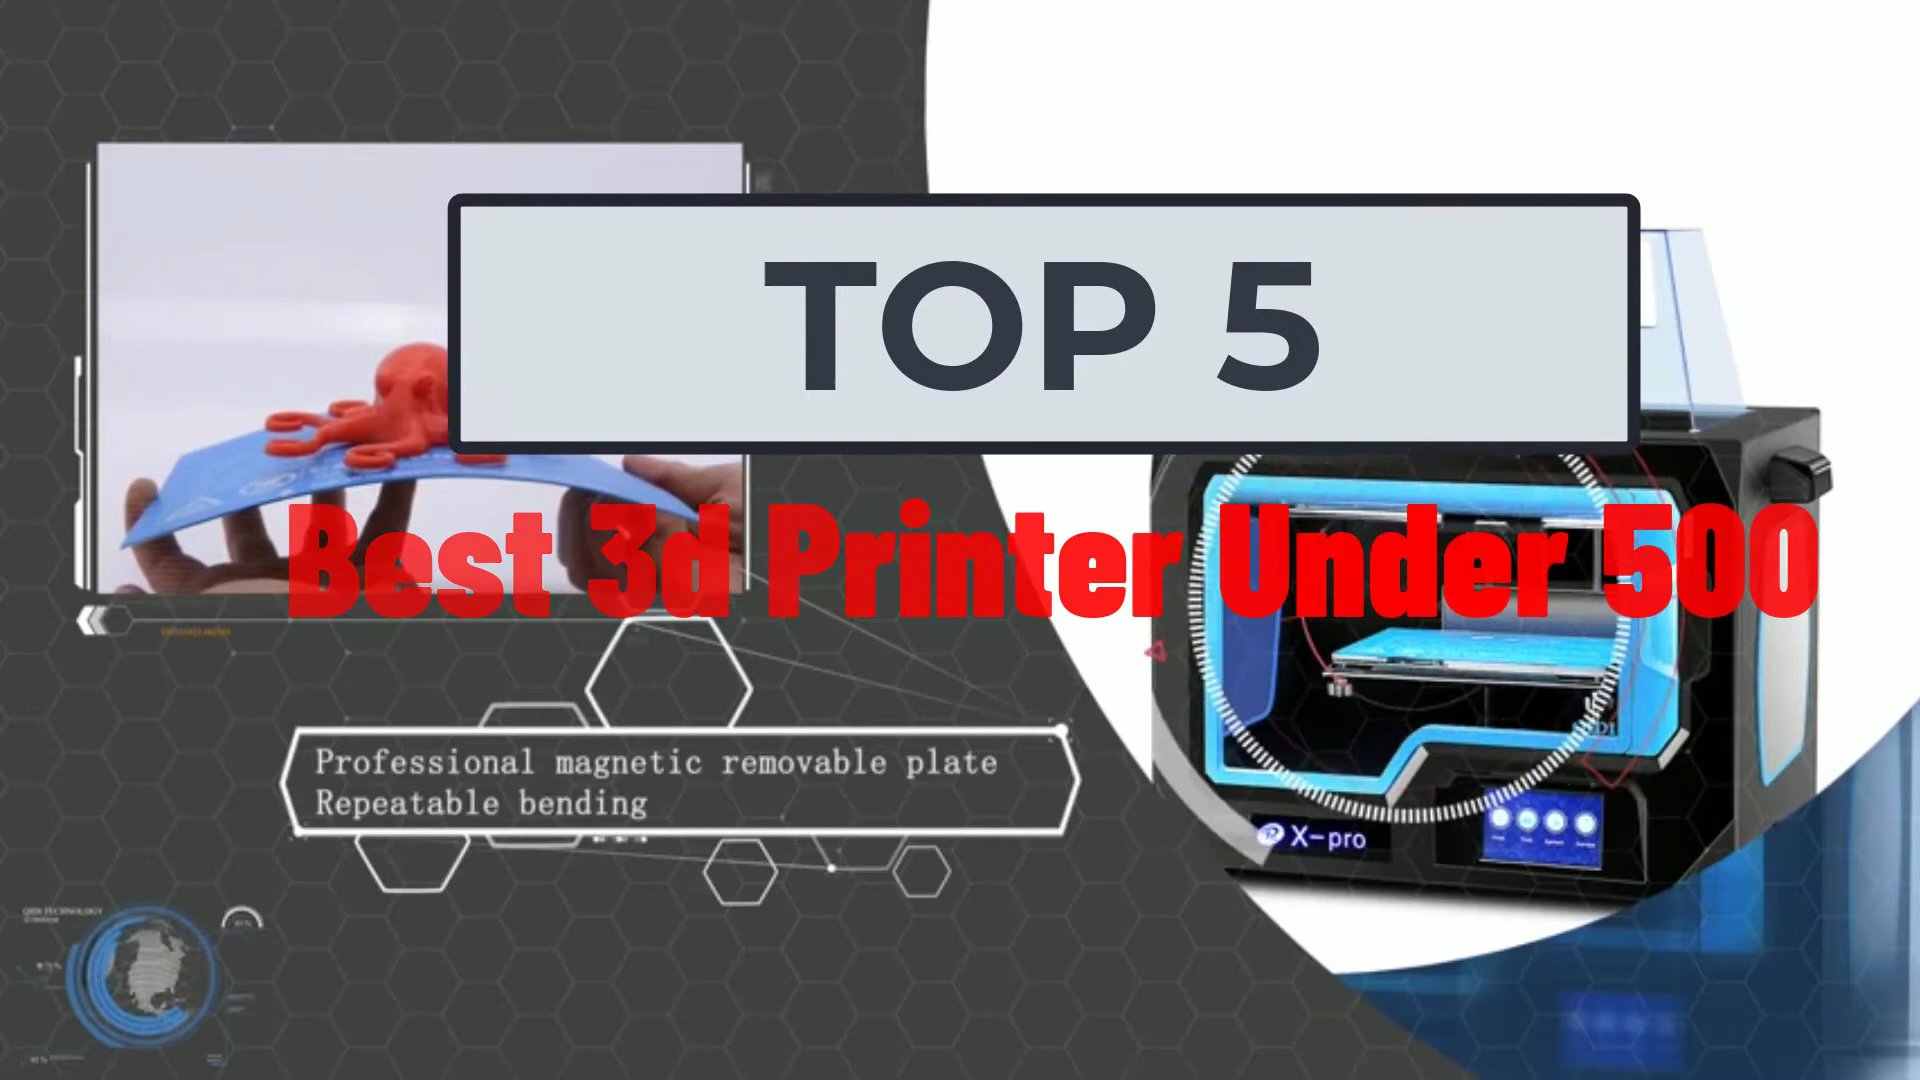 TOP 5
Best 3d Printer Under 500
Professional magnetic removable plate
Repeatable bending
X-pro